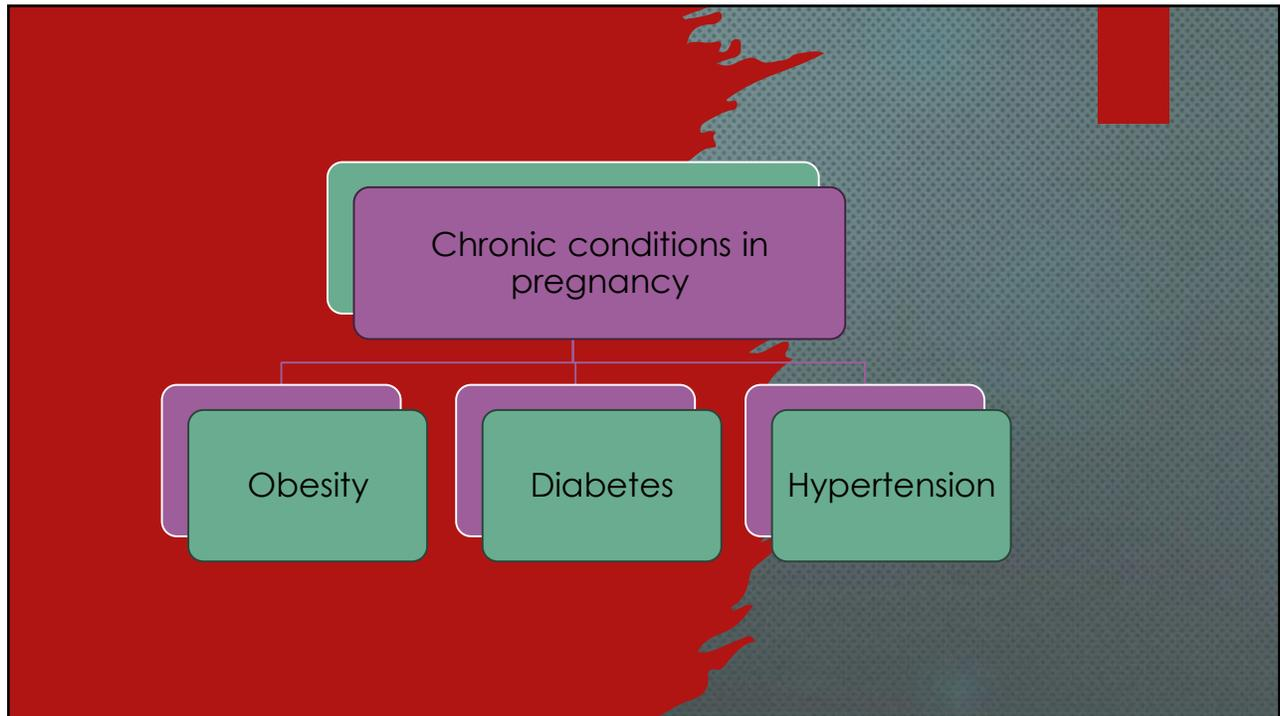 Chronic conditions in
pregnancy
Obesity
Diabetes
Hypertension